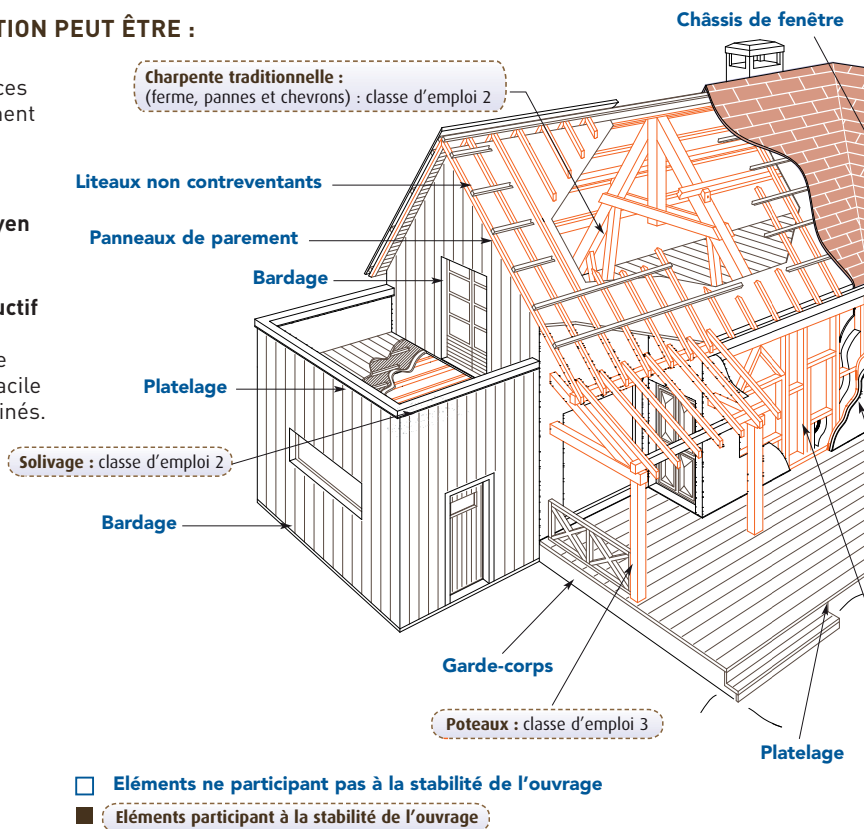 TION PEUT ÊTRE :
Châssis de fenêtre
ces
ment
Charpente traditionnelle :
(ferme, pannes et chevrons) : classe d'emploi 2
Liteaux non contreventants
yen
Panneaux de parement
Bardage
uctif
e
acile
inés.
Platelage
Solivage : classe d'emploi 2
Bardage
Garde-corps
Poteaux : classe d'emploi 3
Platelage
Eléments ne participant pas à la stabilité de l'ouvrage
Eléments participant à la stabilité de l'ouvrage